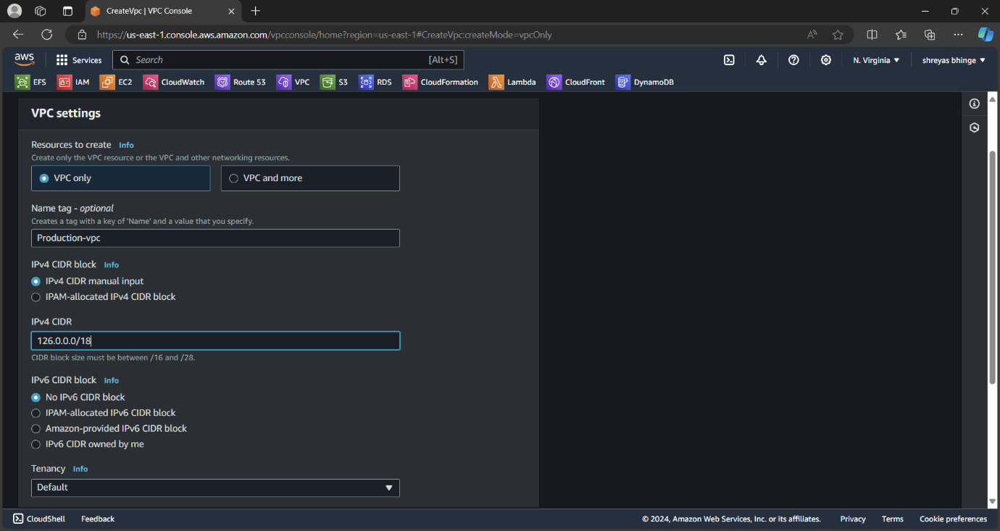 CreateVpc | VPC Console
https://us-east-1.console.aws.amazon.com/vpcconsole/home?region=us-east-1#CreateVpc:createMode=vpcOnly
aws Services Search [Alt+S] N. Virginia shreyas bhinge
EFS IAM EC2 CloudWatch Route 53 VPC S3 RDS CloudFormation Lambda CloudFront DynamoDB
VPC settings
Resources to create Info
Create only the VPC resource or the VPC and other networking resources.
VPC only VPC and more
Name tag - optional
Creates a tag with a key of 'Name' and a value that you specify.
Production-vpc
IPv4 CIDR block Info
IPv4 CIDR manual input
IPAM-allocated IPv4 CIDR block
IPv4 CIDR
126.0.0.0/18
CIDR block size must be between /16 and /28.
IPv6 CIDR block Info
No IPv6 CIDR block
IPAM-allocated IPv6 CIDR block
Amazon-provided IPv6 CIDR block
IPv6 CIDR owned by me
Tenancy Info
Default
CloudShell Feedback © 2024, Amazon Web Services, Inc. or its affiliates. Privacy Terms Cookie preferences